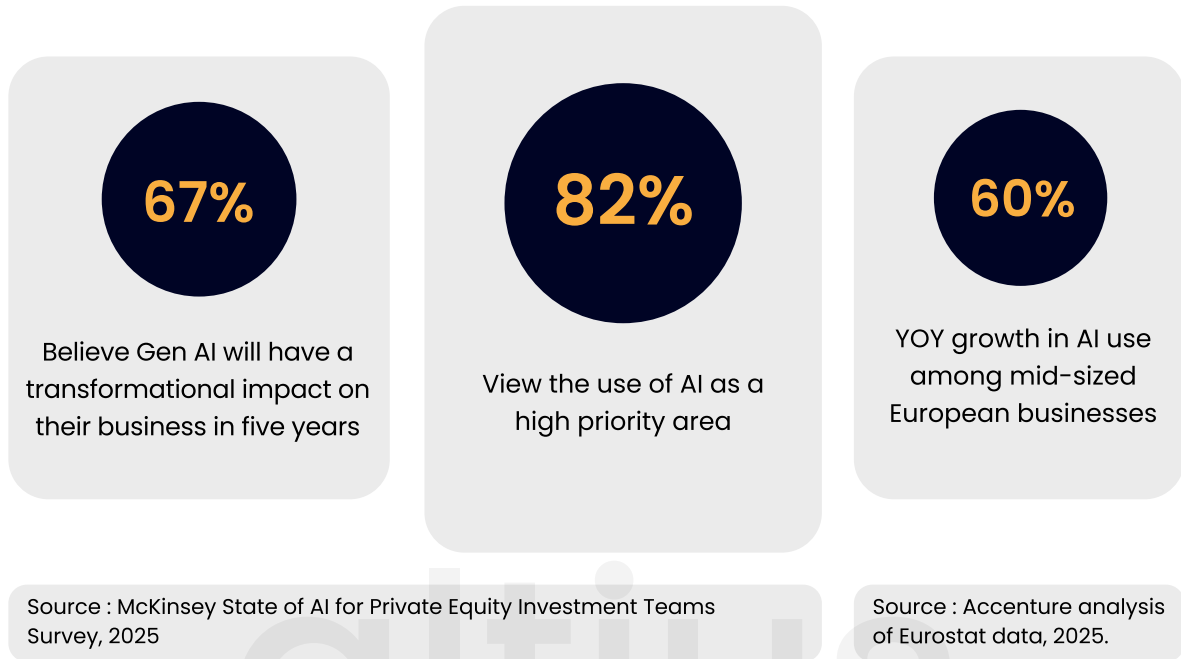 67%
Believe Gen AI will have a
transformational impact on
their business in five years
82%
View the use of AI as a
high priority area
60%
YOY growth in AI use
among mid-sized
European businesses
Source : McKinsey State of AI for Private Equity Investment Teams
Survey, 2025
Source : Accenture analysis
of Eurostat data, 2025.
altius